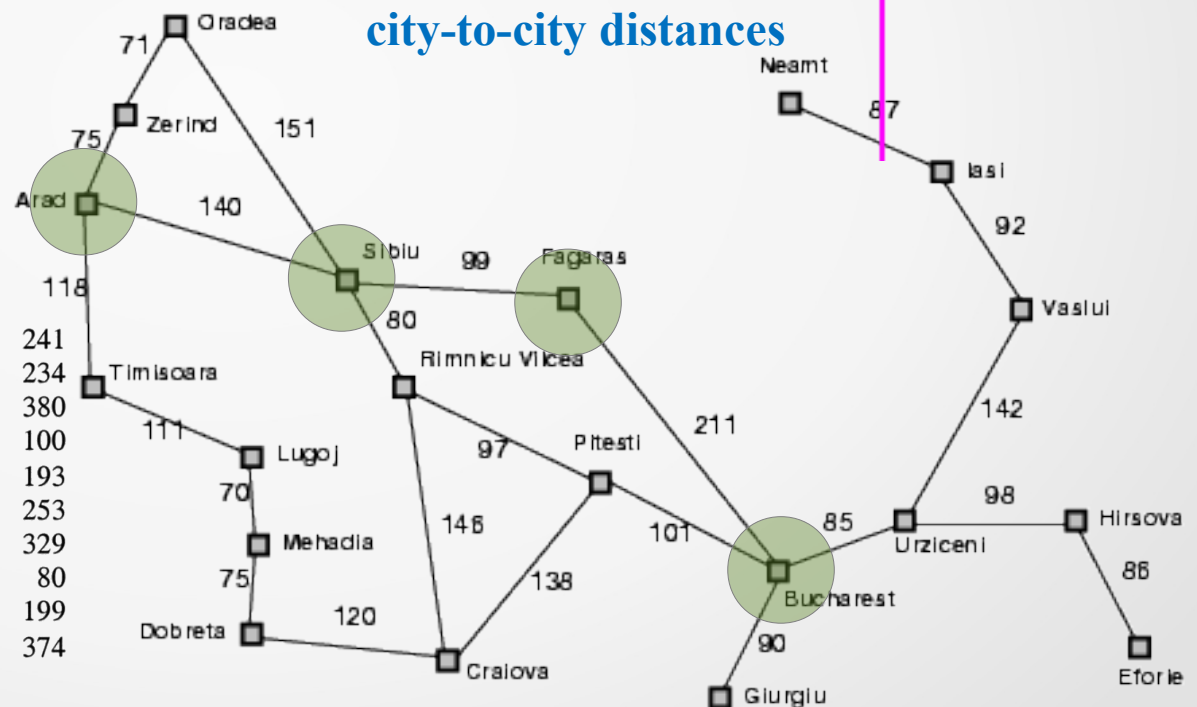 city-to-city distances
Oradea
71
Neamt
87
Zerind
151
75
Iasi
Arad
140
92
Sibiu
99
Fagaras
118
80
Vaslui
241
Rimnicu Vilcea
234
Timisoara
380
142
111
211
100
Lugoj
97
Pitesti
193
70
98
253
146
101
85
Hirsova
329
Mehadia
Urziceni
80
75
138
86
199
120
Bucharest
374
Dobreta
90
Craiova
Eforie
Giurgiu